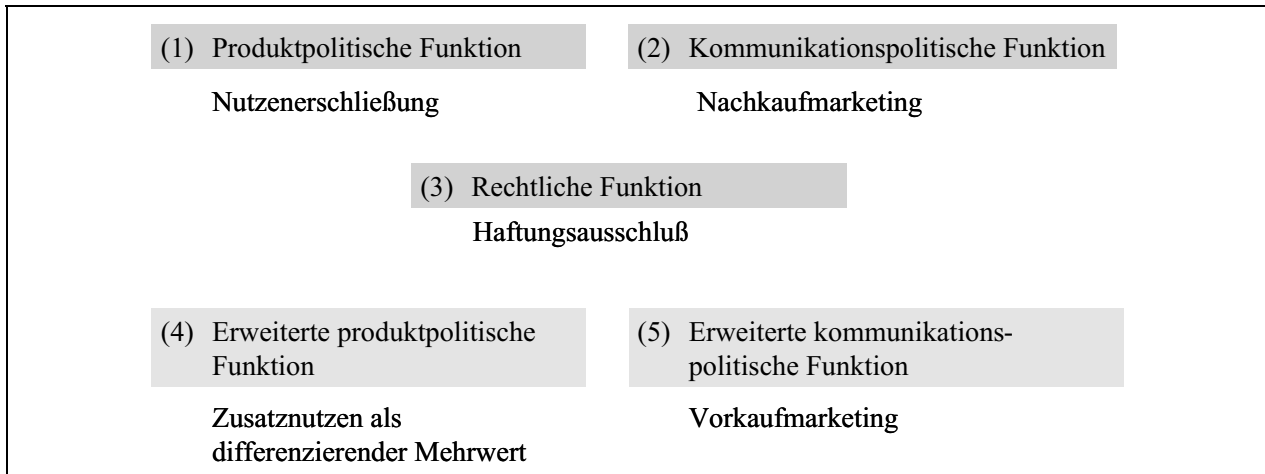 (1) Produktpolitische Funktion
Nutzenerschließung
(2) Kommunikationspolitische Funktion
Nachkaufmarketing
(3) Rechtliche Funktion
Haftungsausschluß
(4) Erweiterte produktpolitische
Funktion
Zusatznutzen als
differenzierender Mehrwert
(5) Erweiterte kommunikations-
politische Funktion
Vorkaufmarketing